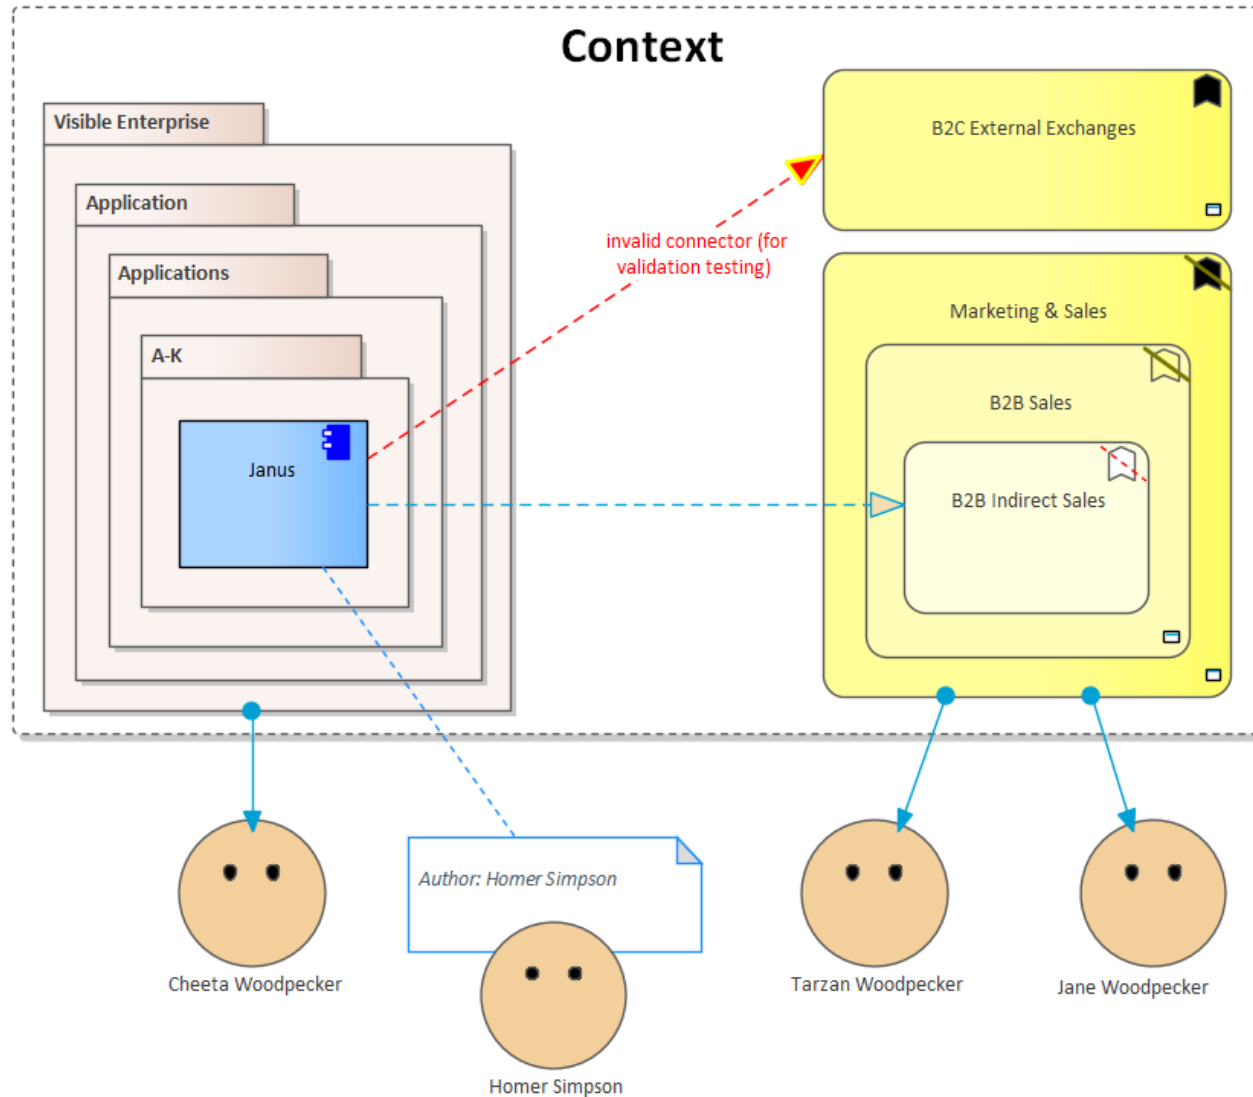 Context
Visible Enterprise
Application
Applications
A-K
Janus
invalid connector (for
validation testing)
B2C External Exchanges
Marketing & Sales
B2B Sales
B2B Indirect Sales
Author: Homer Simpson
Cheeta Woodpecker
Homer Simpson
Tarzan Woodpecker
Jane Woodpecker